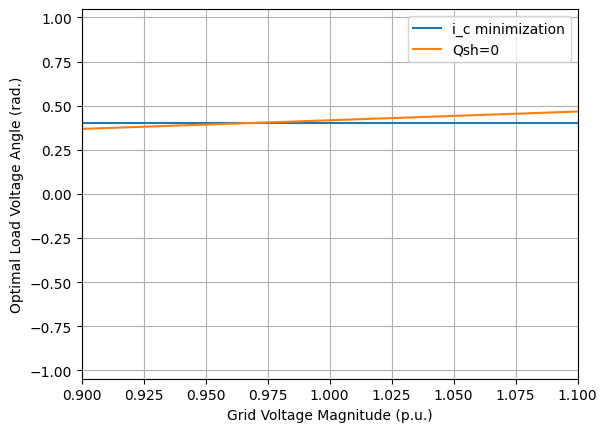 1.00
0.75
0.50
0.25
0.00
−0.25
−0.50
−0.75
−1.00
Optimal Load Voltage Angle (rad.)
i_c minimization
Qsh=0
0.900 0.925 0.950 0.975 1.000 1.025 1.050 1.075 1.100
Grid Voltage Magnitude (p.u.)